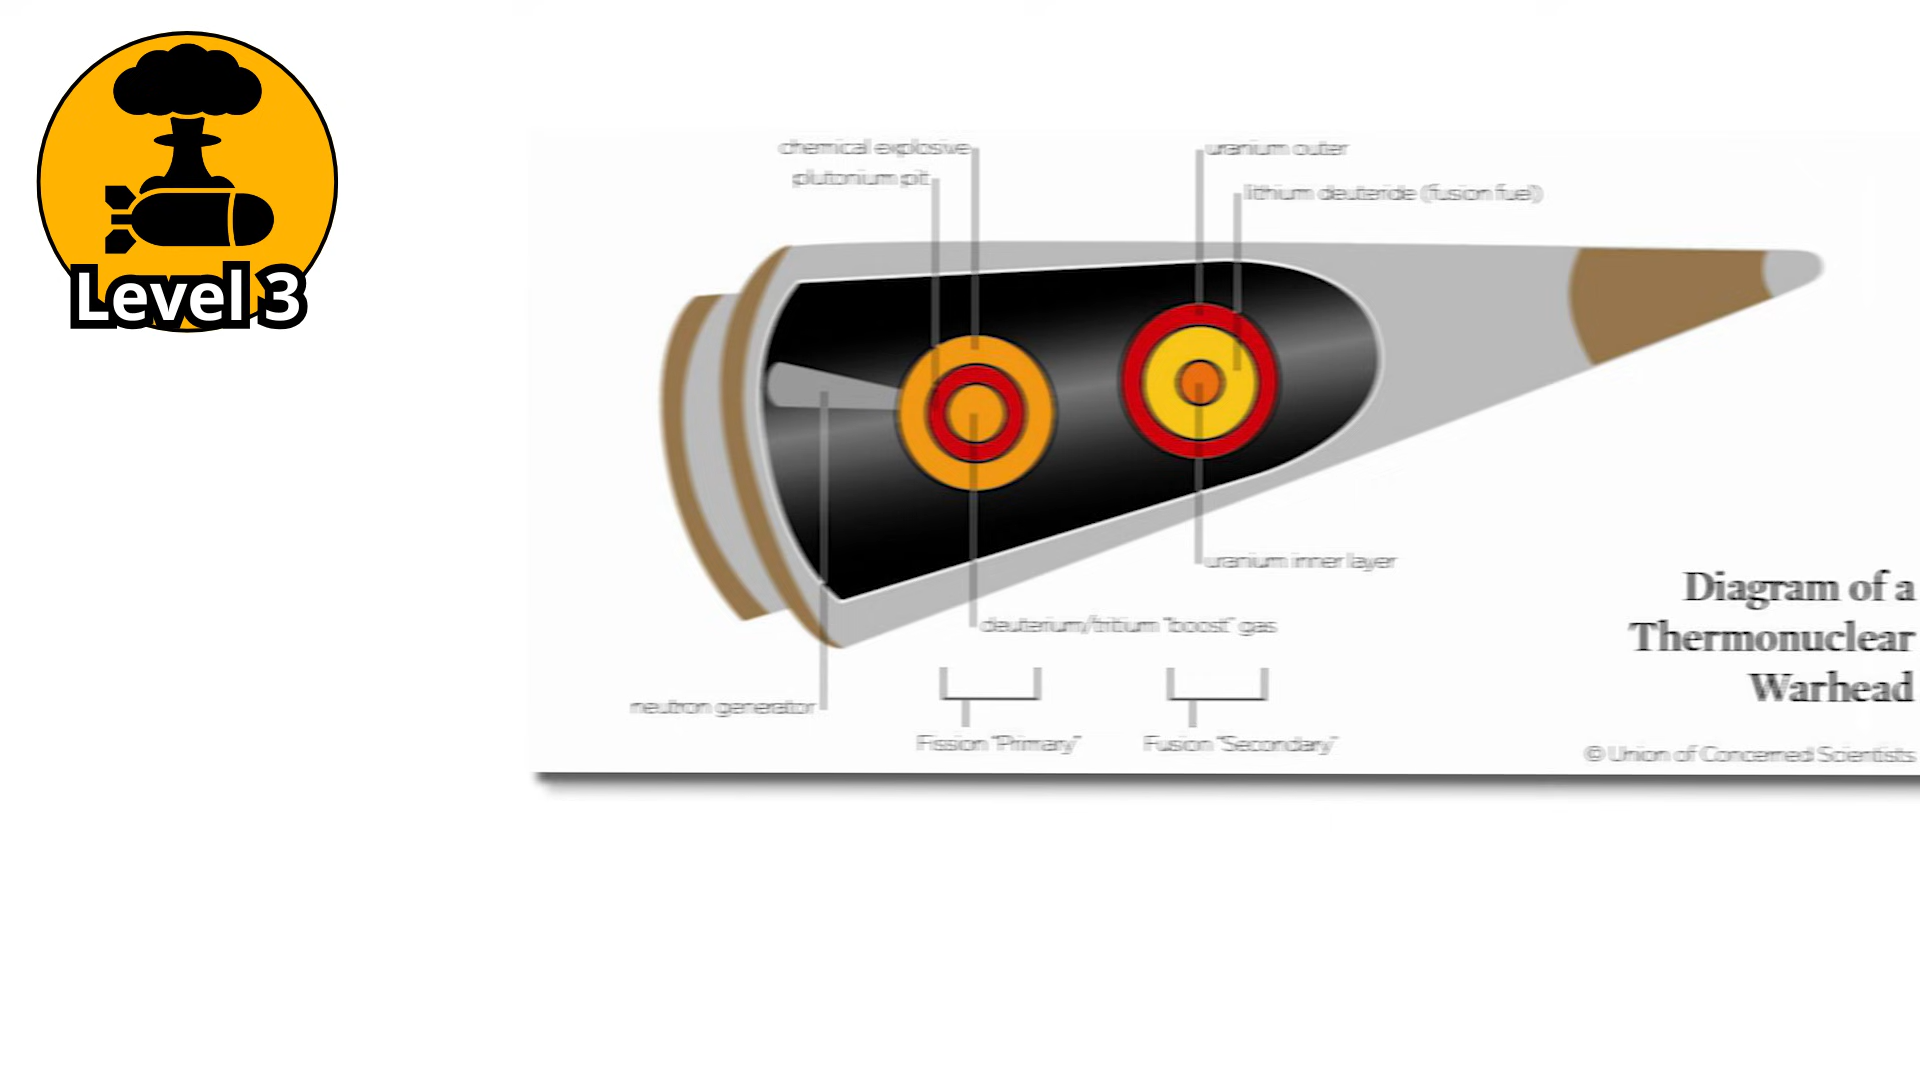 Level 3
chemical explosive
plutonium pit
uranium outer
lithium deuteride (fusion fuel)
uranium inner layer
deuterium/tritium "boost" gas
neutron generator
Fission "Primary"
Fusion "Secondary"
Diagram of a
Thermonuclear
Warhead
© Union of Concerned Scientists